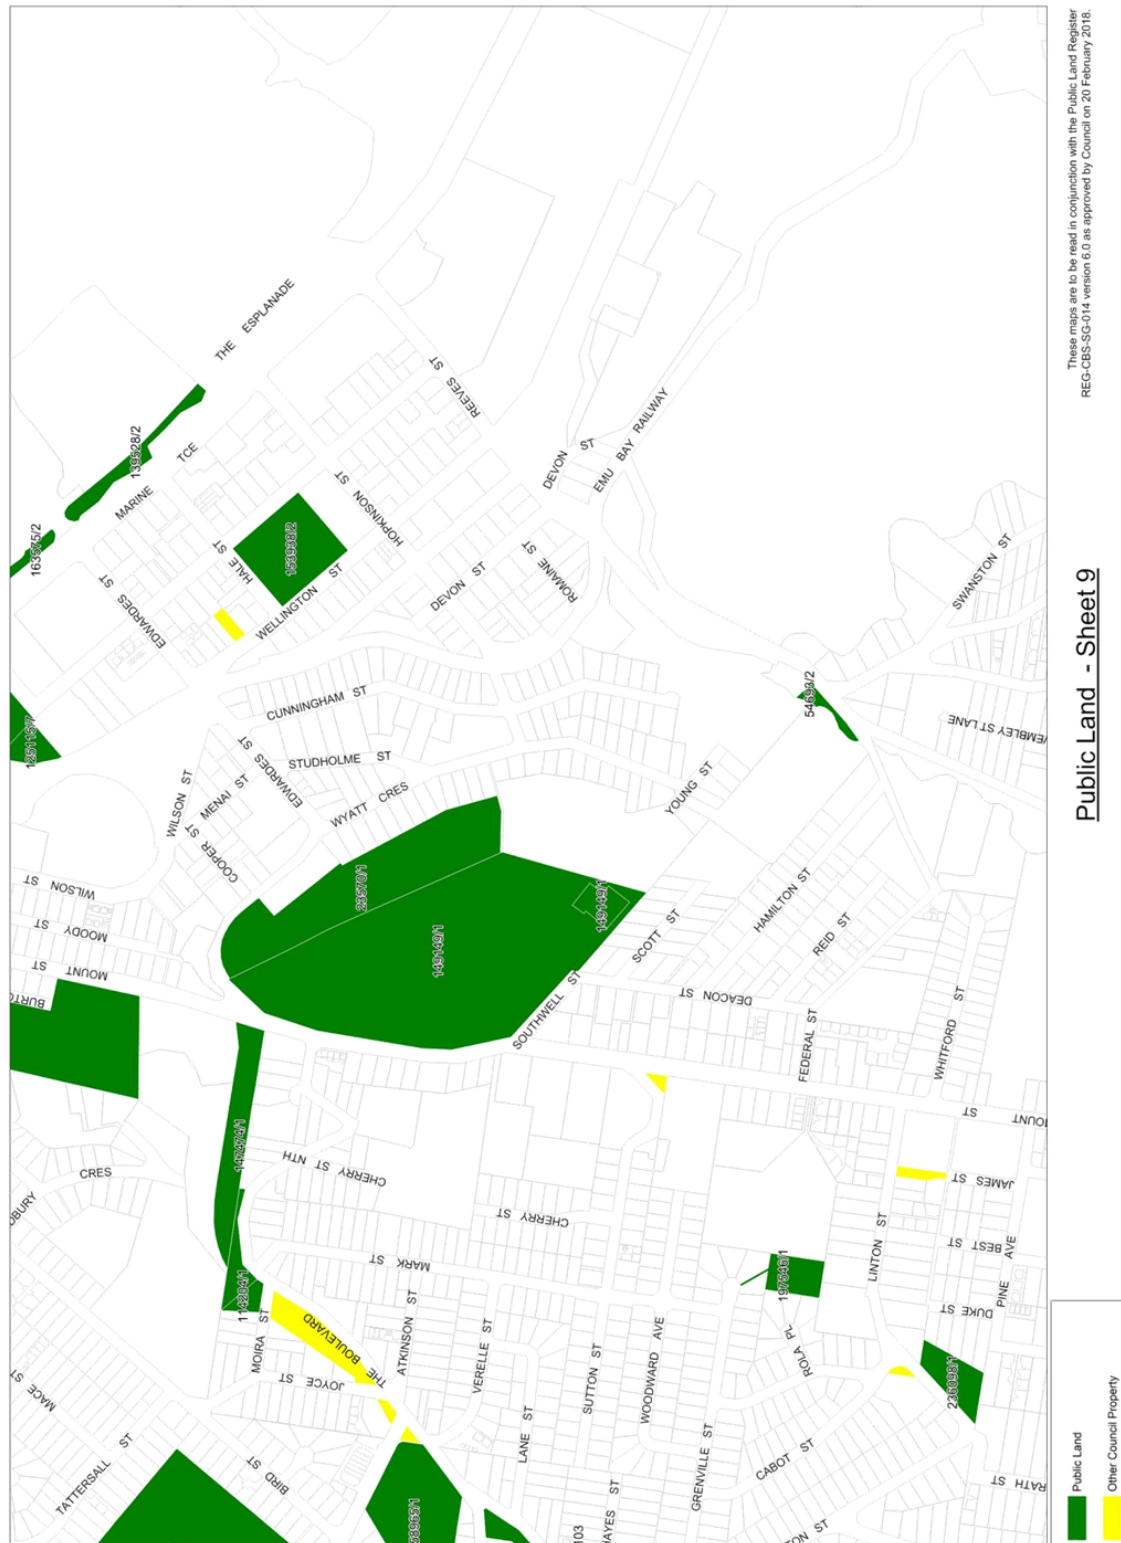 These maps are to be read in conjunction with the Public Land Register
REG-CBS-SG-014 version 6.0 as approved by Council on 20 February 2018.
Public Land - Sheet 9
Public Land
Other Council Property
THE ESPLANADE
139528/2
MARINE TCE
163575/2
REEVES ST
HOPKINSON ST
HALE ST
153938/2
WELLINGTON ST
EDWARDES ST
DEVON ST
EMU BAY RAILWAY
DEVON ST
ROMAINE ST
SWANSTON ST
CUNNINGHAM ST
STUDHOLME ST
EDWARDES ST
WYATT CRES
WILSON ST
MENAI ST
COOPER ST
54693/2
YOUNG ST
WILSON ST
MOODY ST
MOUNT ST
23570/1
149149/1
149149/1
SCOTT ST
HAMILTON ST
REID ST
SOUTHWELL ST
DEACON ST
FEDERAL ST
WHITFORD ST
ST
147474/1
CHERRY ST NTH
CRES
CHERRY ST
MARK ST
JAMES ST
BEST ST
PINE AVE
DUKE ST
LINTON ST
197546/1
ROLA PL
114204/1
MOIRA ST
THE BOULEVARD
ATKINSON ST
JOYCE ST
VERELLE ST
SUTTON ST
WOODWARD AVE
LANE ST
GRENVILLE ST
CABOT ST
236098/1
MACE ST
TATTERSALL ST
BIRD ST
103